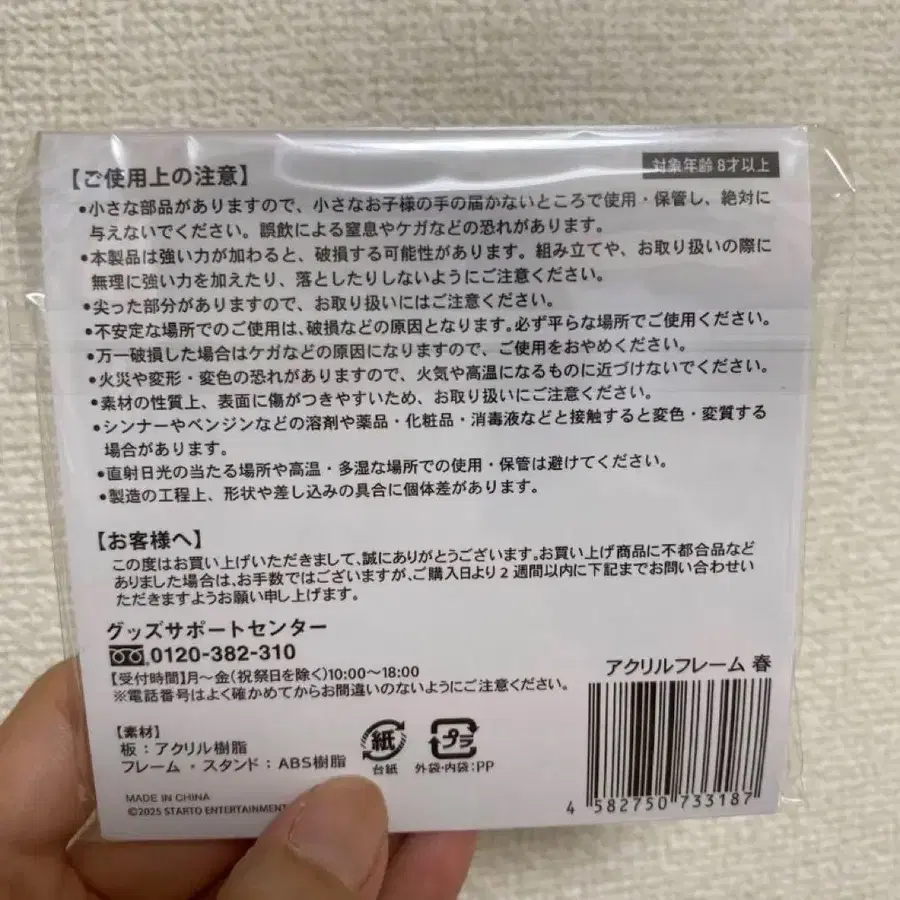 【ご使用上の注意】
対象年齢 8才以上
•小さな部品がありますので、小さなお子様の手の届かないところで使用・保管し、絶対に
与えないでください。誤飲による窒息やケガなどの恐れがあります。
•本製品は強い力が加わると、破損する可能性があります。組み立てや、お取り扱いの際に
無理に強い力を加えたり、落としたりしないようにご注意ください。
•尖った部分がありますので、お取り扱いにはご注意ください。
•不安定な場所でのご使用は、破損などの原因となります。必ず平らな場所でご使用ください。
•万一破損した場合はケガなどの原因になりますので、ご使用をおやめください。
•火災や変形・変色の恐れがありますので、火気や高温になるものに近づけないでください。
•素材の性質上、表面に傷がつきやすいため、お取り扱いにご注意ください。
•シンナーやベンジンなどの溶剤や薬品・化粧品・消毒液などと接触すると変色・変質する
場合があります。
•直射日光の当たる場所や高温・多湿な場所での使用・保管は避けてください。
•製造の工程上、形状や差し込みの具合に個体差があります。
【お客様へ】
この度はお買い上げいただきまして、誠にありがとうございます。お買い上げ商品に不都合品など
ありました場合は、お手数ではございますが、ご購入日より2週間以内に下記までお問い合わせい
ただきますようお願い申し上げます。
グッズサポートセンター
0120-382-310
【受付時間】月〜金(祝祭日を除く)10:00〜18:00
※電話番号はよく確かめてからお間違いのないようにご注意ください。
アクリルフレーム 春
【素材】
板：アクリル樹脂
フレーム・スタンド：ABS樹脂
紙
台紙
プラ
外袋・内袋：PP
MADE IN CHINA
©2025 STARTO ENTERTAINMENT
4 582750 733187